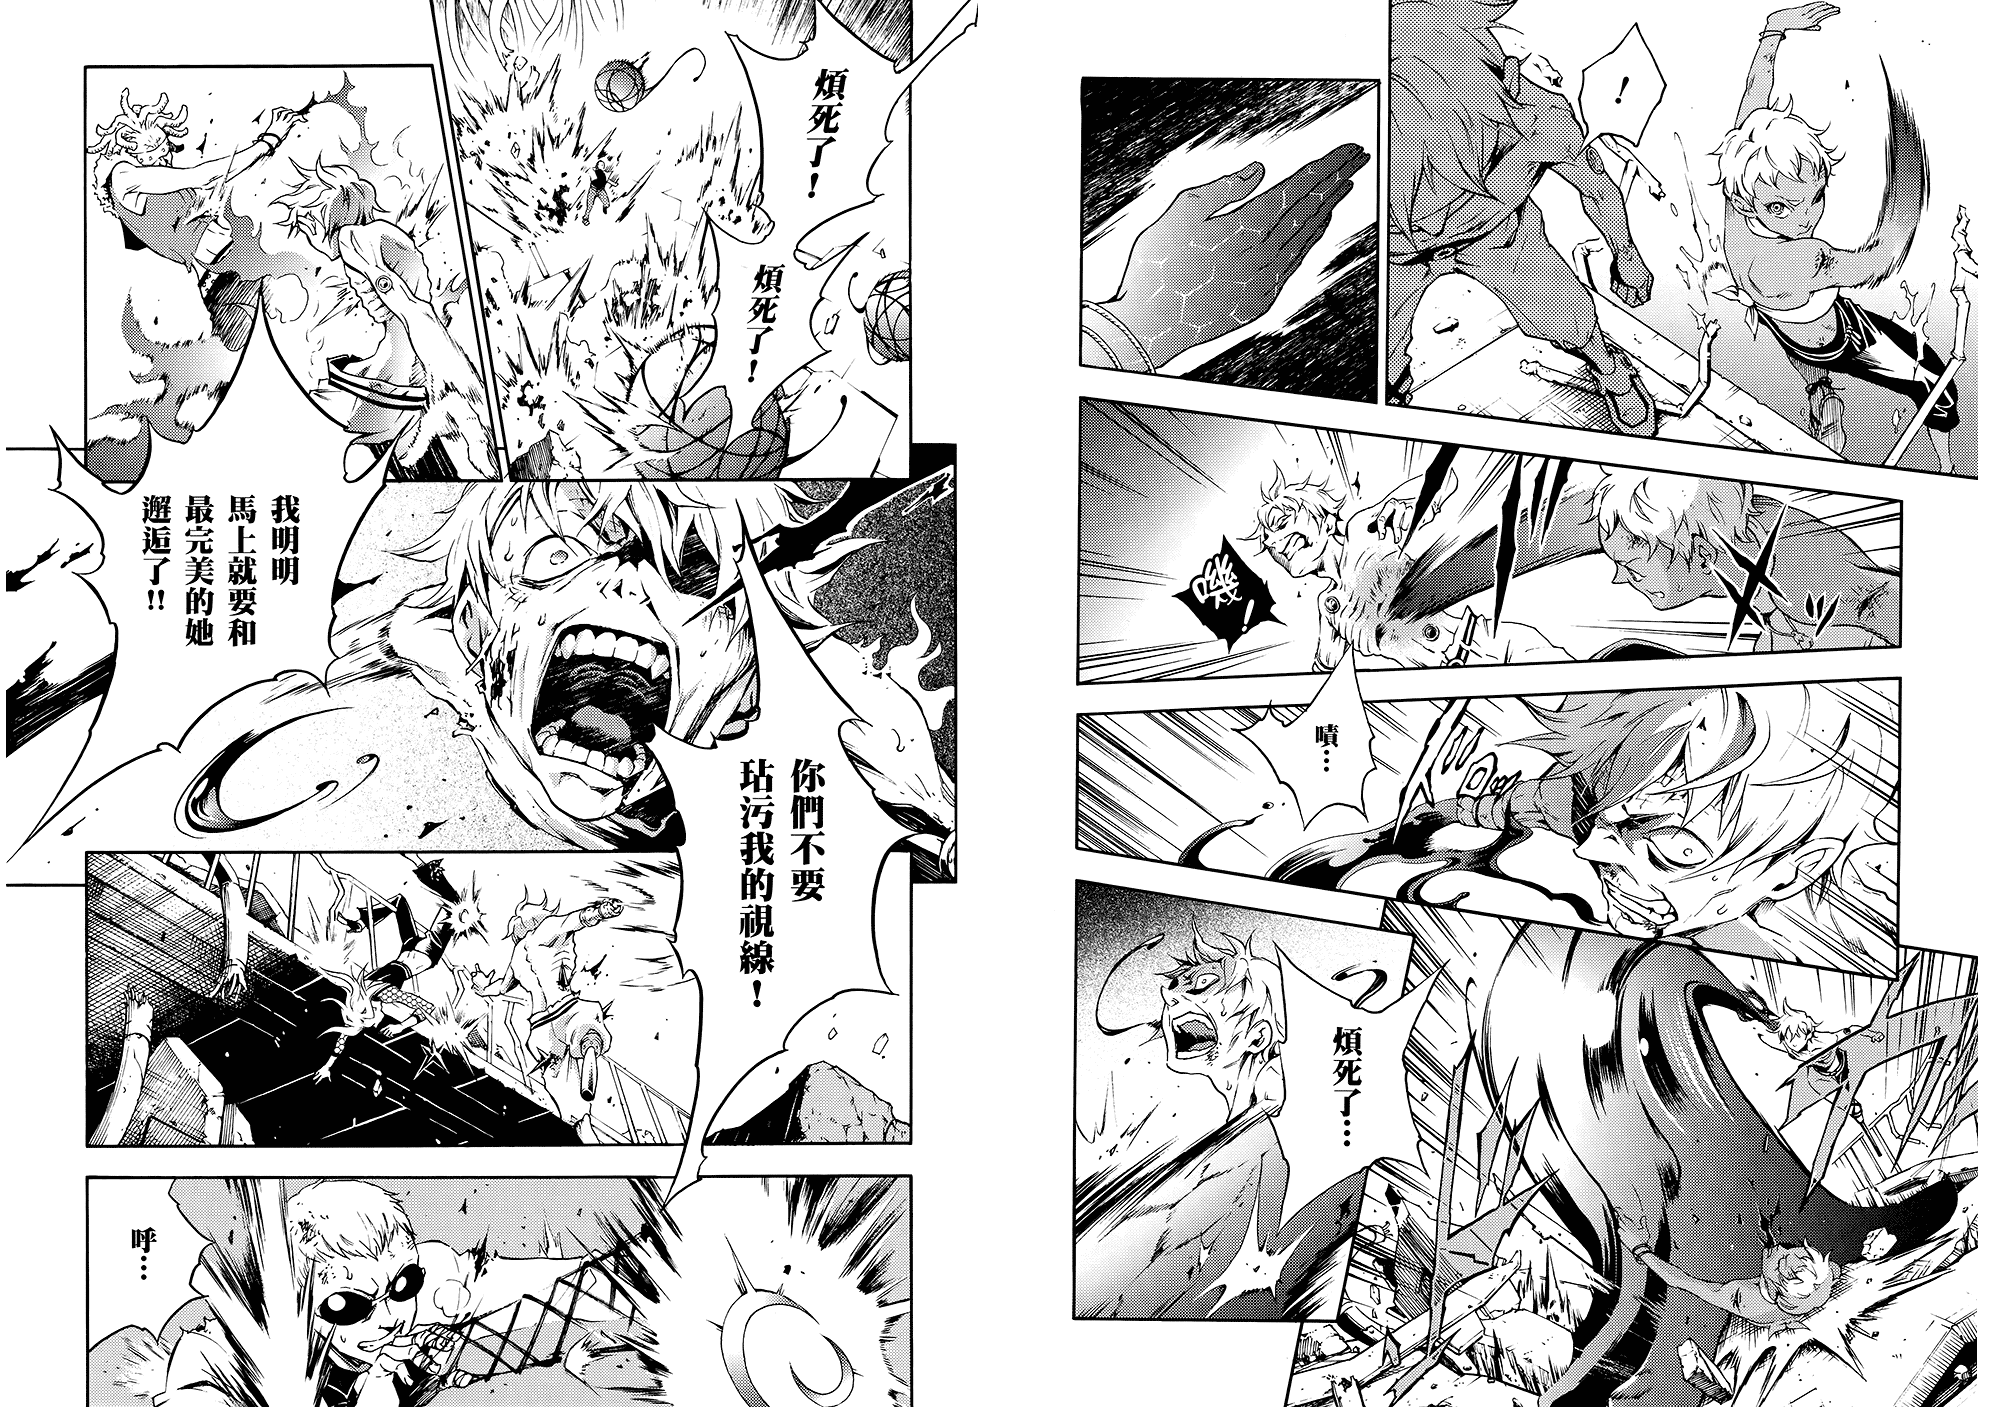 ！
嘰！
嘖…
煩死了…
煩死了！
煩死了！
我明明
馬上就要和
最完美的她
邂逅了!!
你們不要
玷污我的視線！
呼…